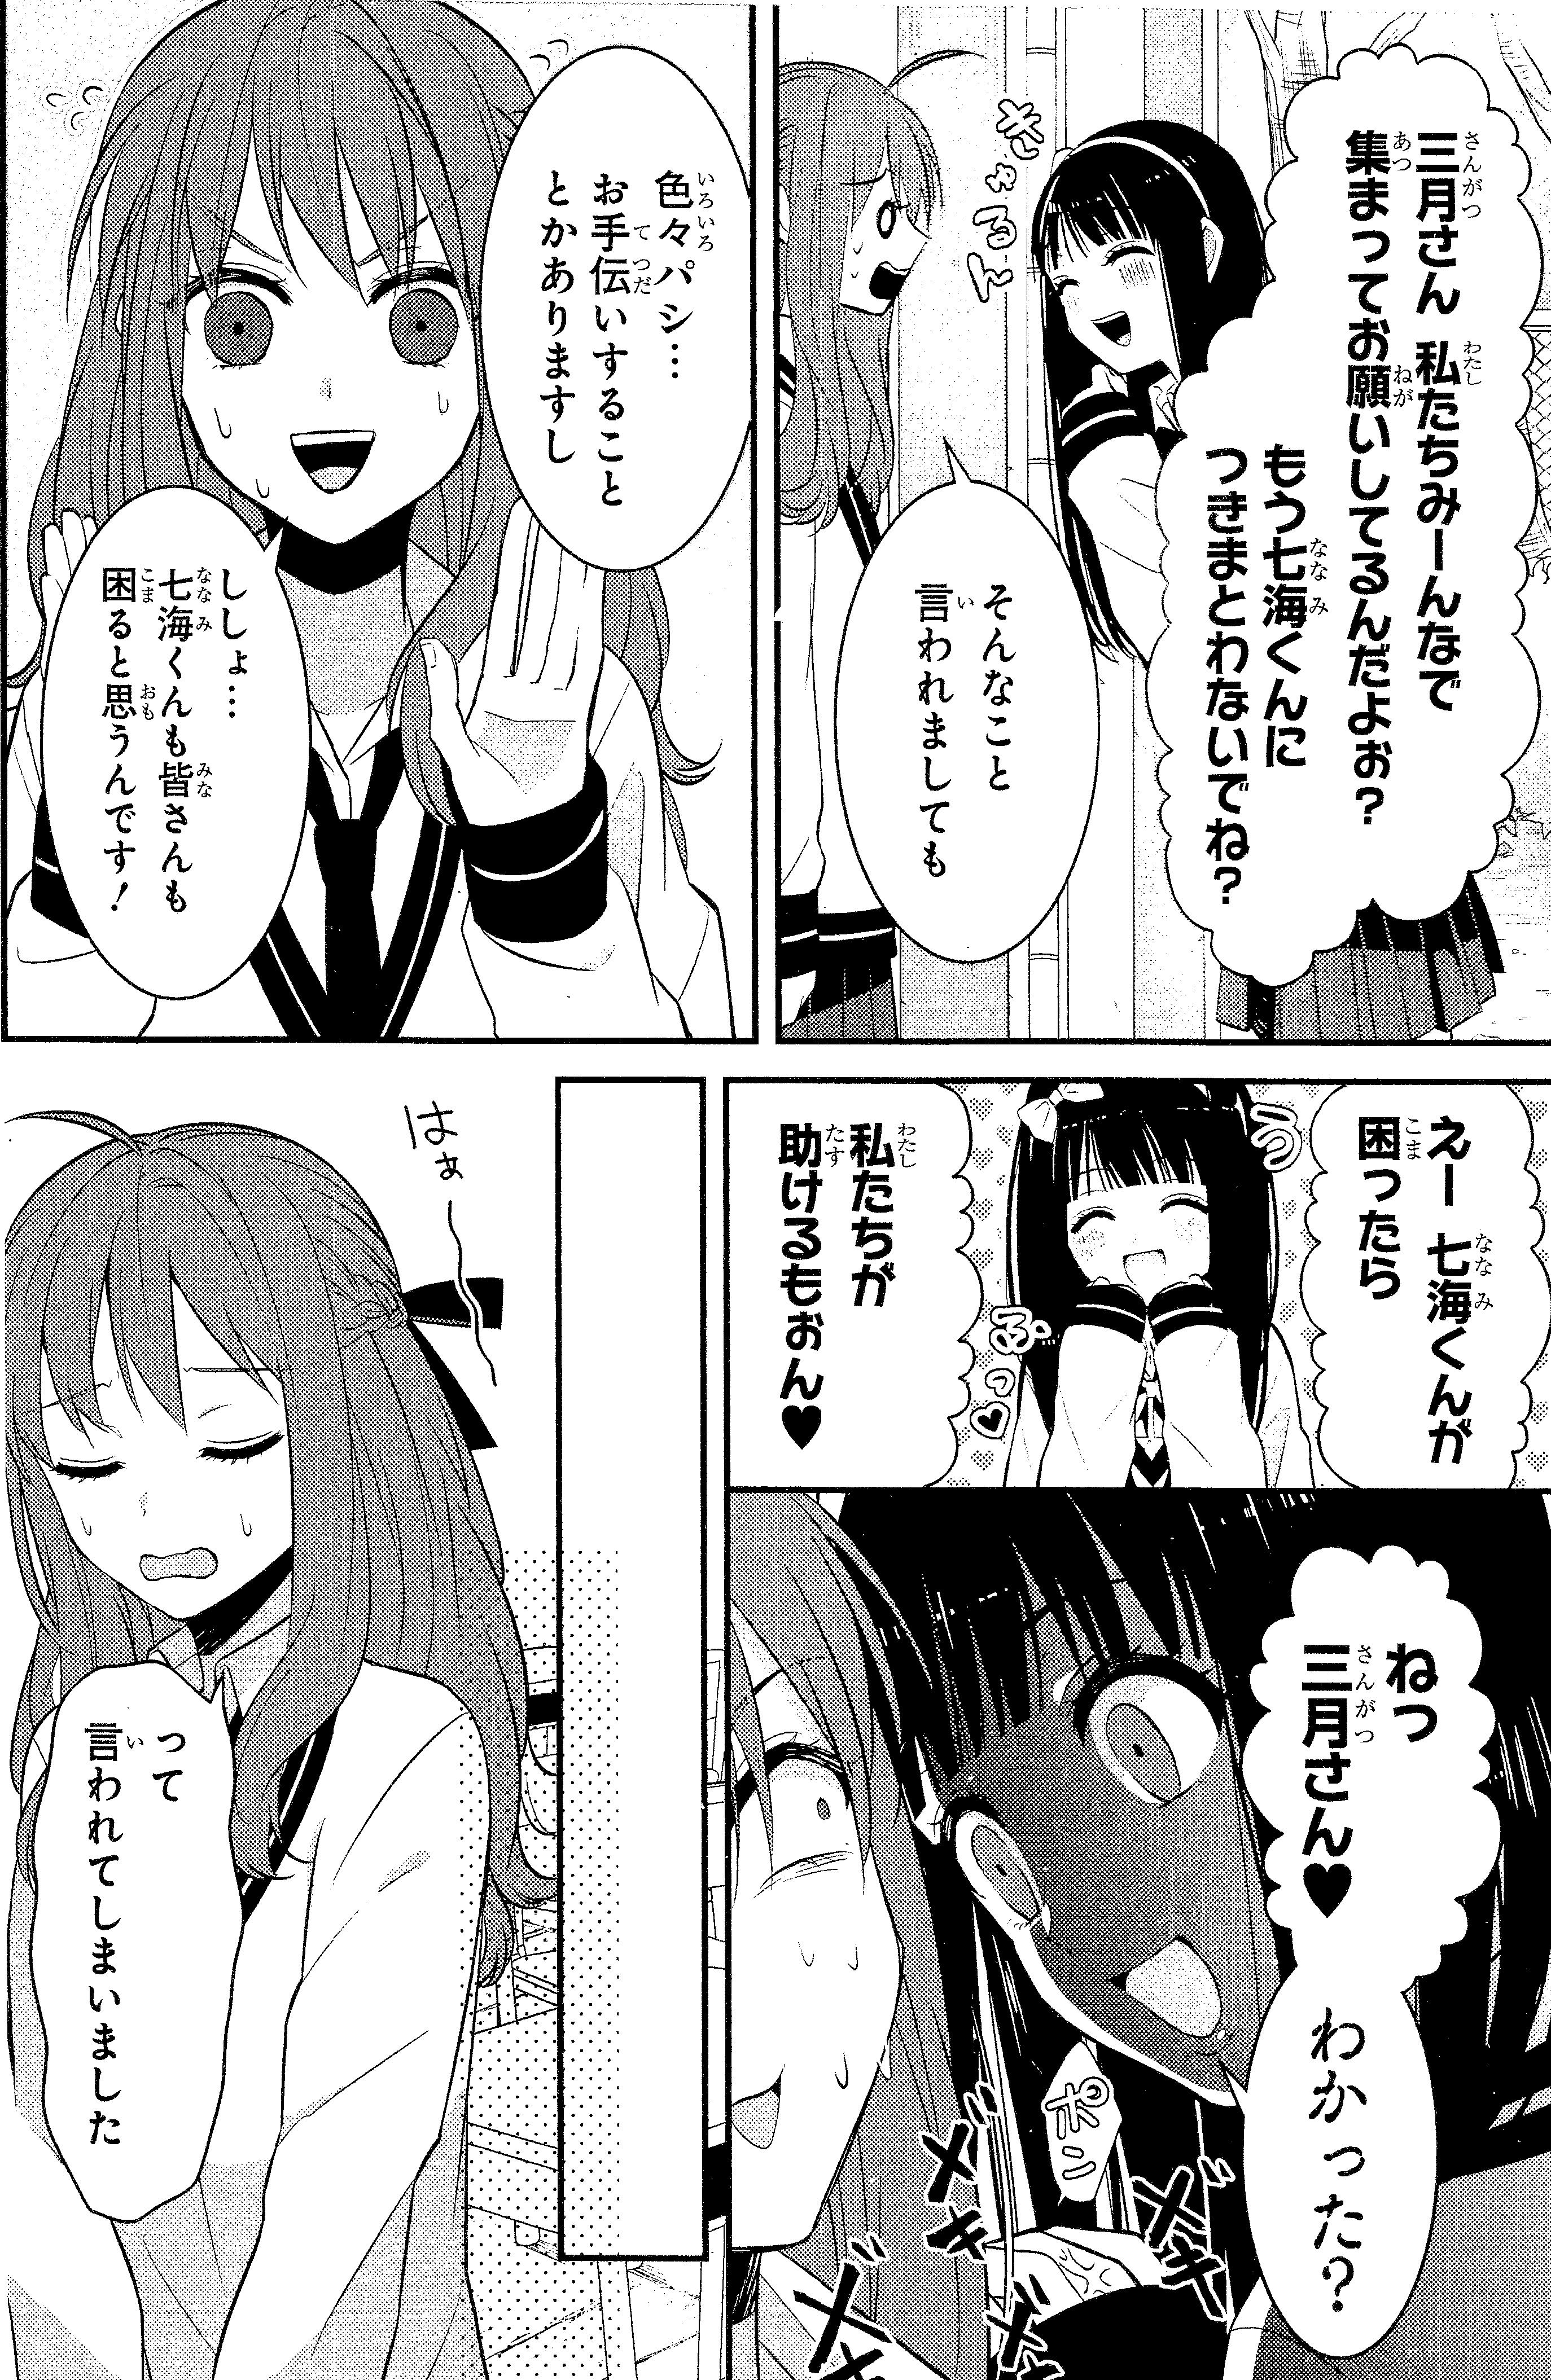 三月さん 私たちみーんなで
集まってお願いしてるんだよぉ?
もう七海くんに
つきまとわないでね?
きゃるん
そんなこと
言われましても
色々パシ…
お手伝いすること
とかありますし
ししょ…
七海くんも皆さんも
困ると思うんです!
えー 七海くんが
困ったら
うふっ♡
私たちが
助けるもぉん♥
ねっ
三月さん♥
わかった?
ポン
メキ
メキ
メキ
はぁ
って
言われてしまいました